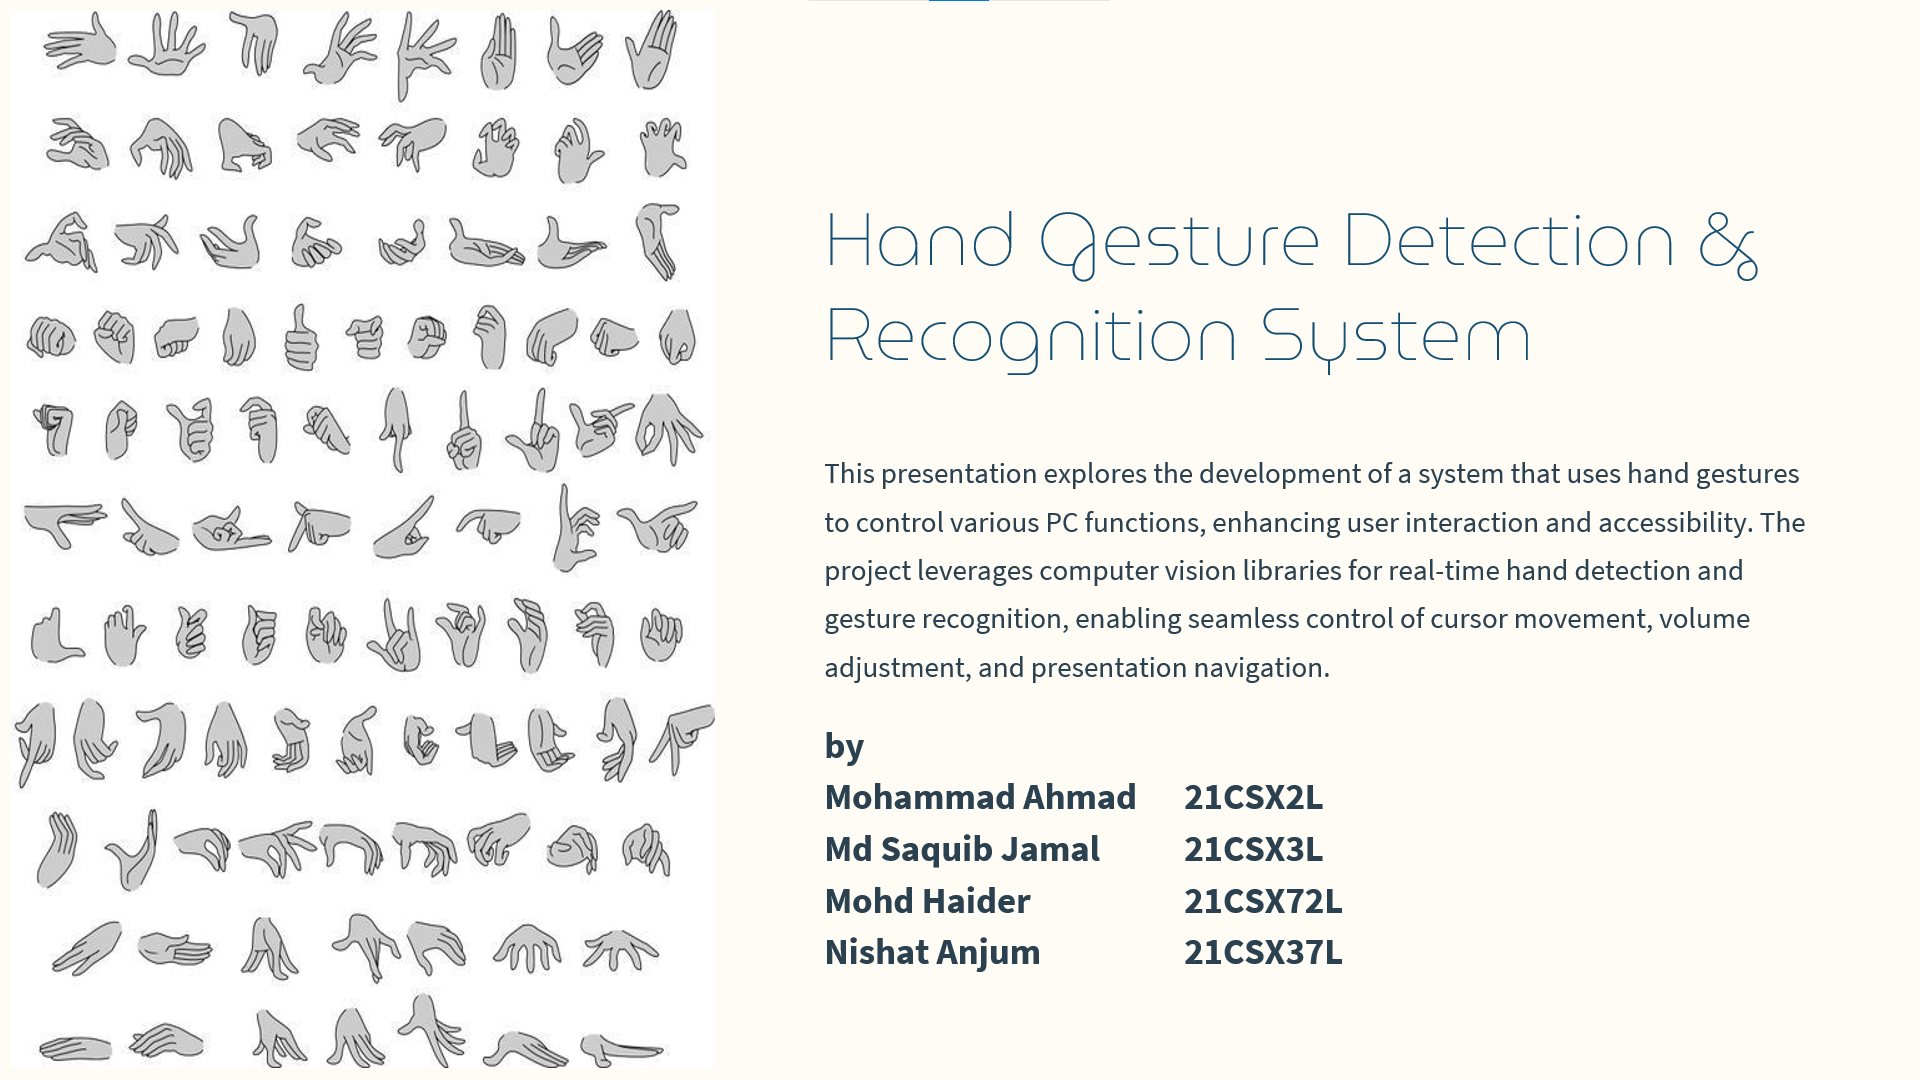 Hand Gesture Detection &
Recognition System
This presentation explores the development of a system that uses hand gestures
to control various PC functions, enhancing user interaction and accessibility. The
project leverages computer vision libraries for real-time hand detection and
gesture recognition, enabling seamless control of cursor movement, volume
adjustment, and presentation navigation.
by
Mohammad Ahmad 21CSX2L
Md Saquib Jamal 21CSX3L
Mohd Haider 21CSX72L
Nishat Anjum 21CSX37L